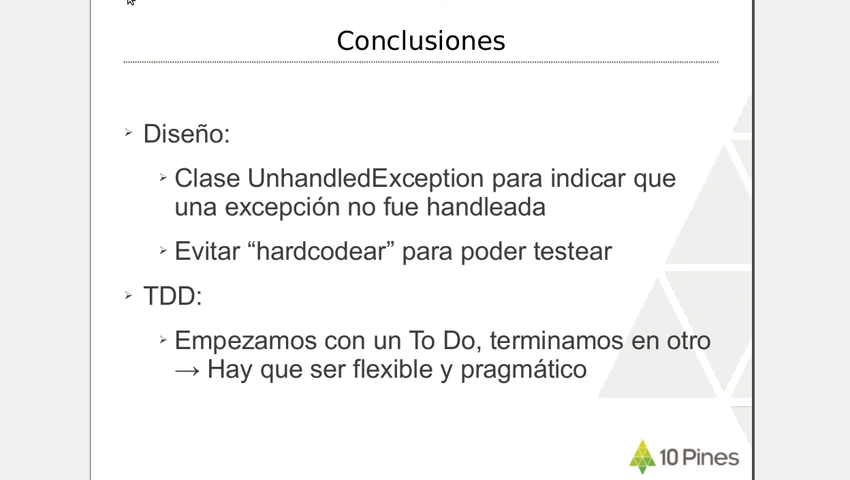 Conclusiones
Diseño:
Clase UnhandledException para indicar que
una excepción no fue handleada
Evitar “hardcodear” para poder testear
TDD:
Empezamos con un To Do, terminamos en otro
→ Hay que ser flexible y pragmático
10 Pines